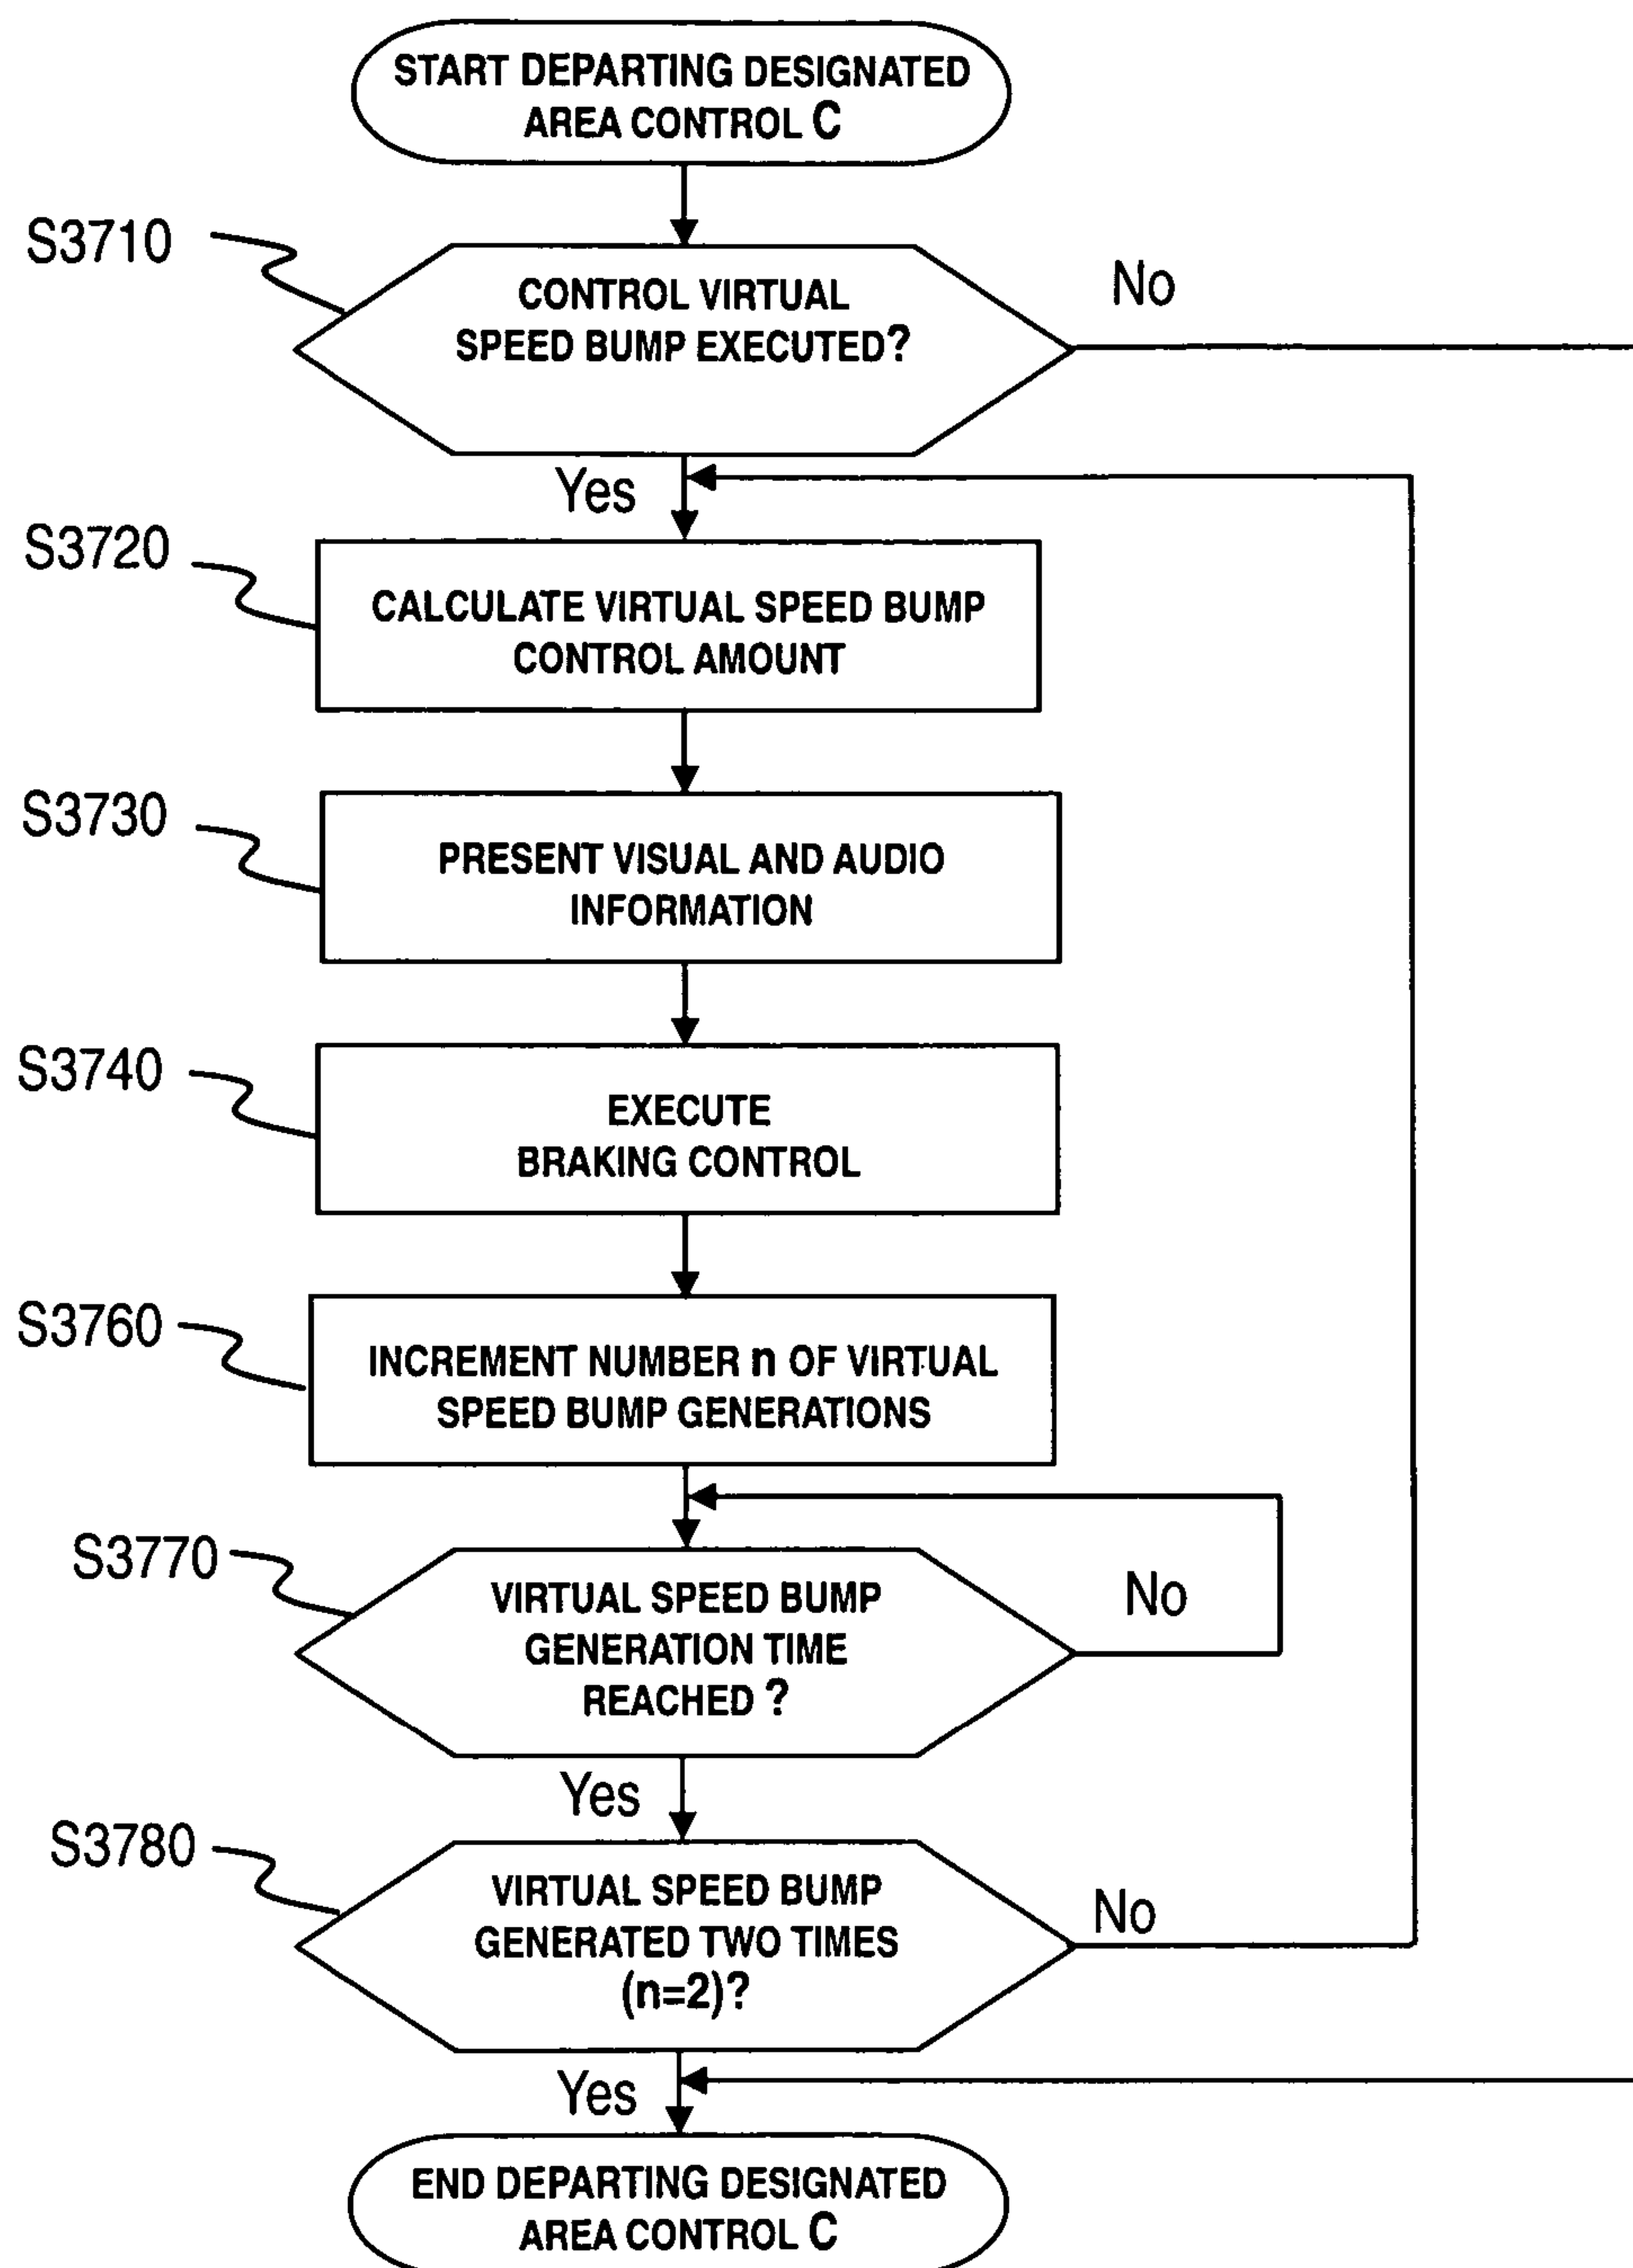 START DEPARTING DESIGNATED
AREA CONTROL C
S3710
CONTROL VIRTUAL
SPEED BUMP EXECUTED?
No
Yes
S3720
CALCULATE VIRTUAL SPEED BUMP
CONTROL AMOUNT
S3730
PRESENT VISUAL AND AUDIO
INFORMATION
S3740
EXECUTE
BRAKING CONTROL
S3760
INCREMENT NUMBER n OF VIRTUAL
SPEED BUMP GENERATIONS
S3770
VIRTUAL SPEED BUMP
GENERATION TIME
REACHED ?
No
Yes
S3780
VIRTUAL SPEED BUMP
GENERATED TWO TIMES
(n=2)?
No
Yes
END DEPARTING DESIGNATED
AREA CONTROL C